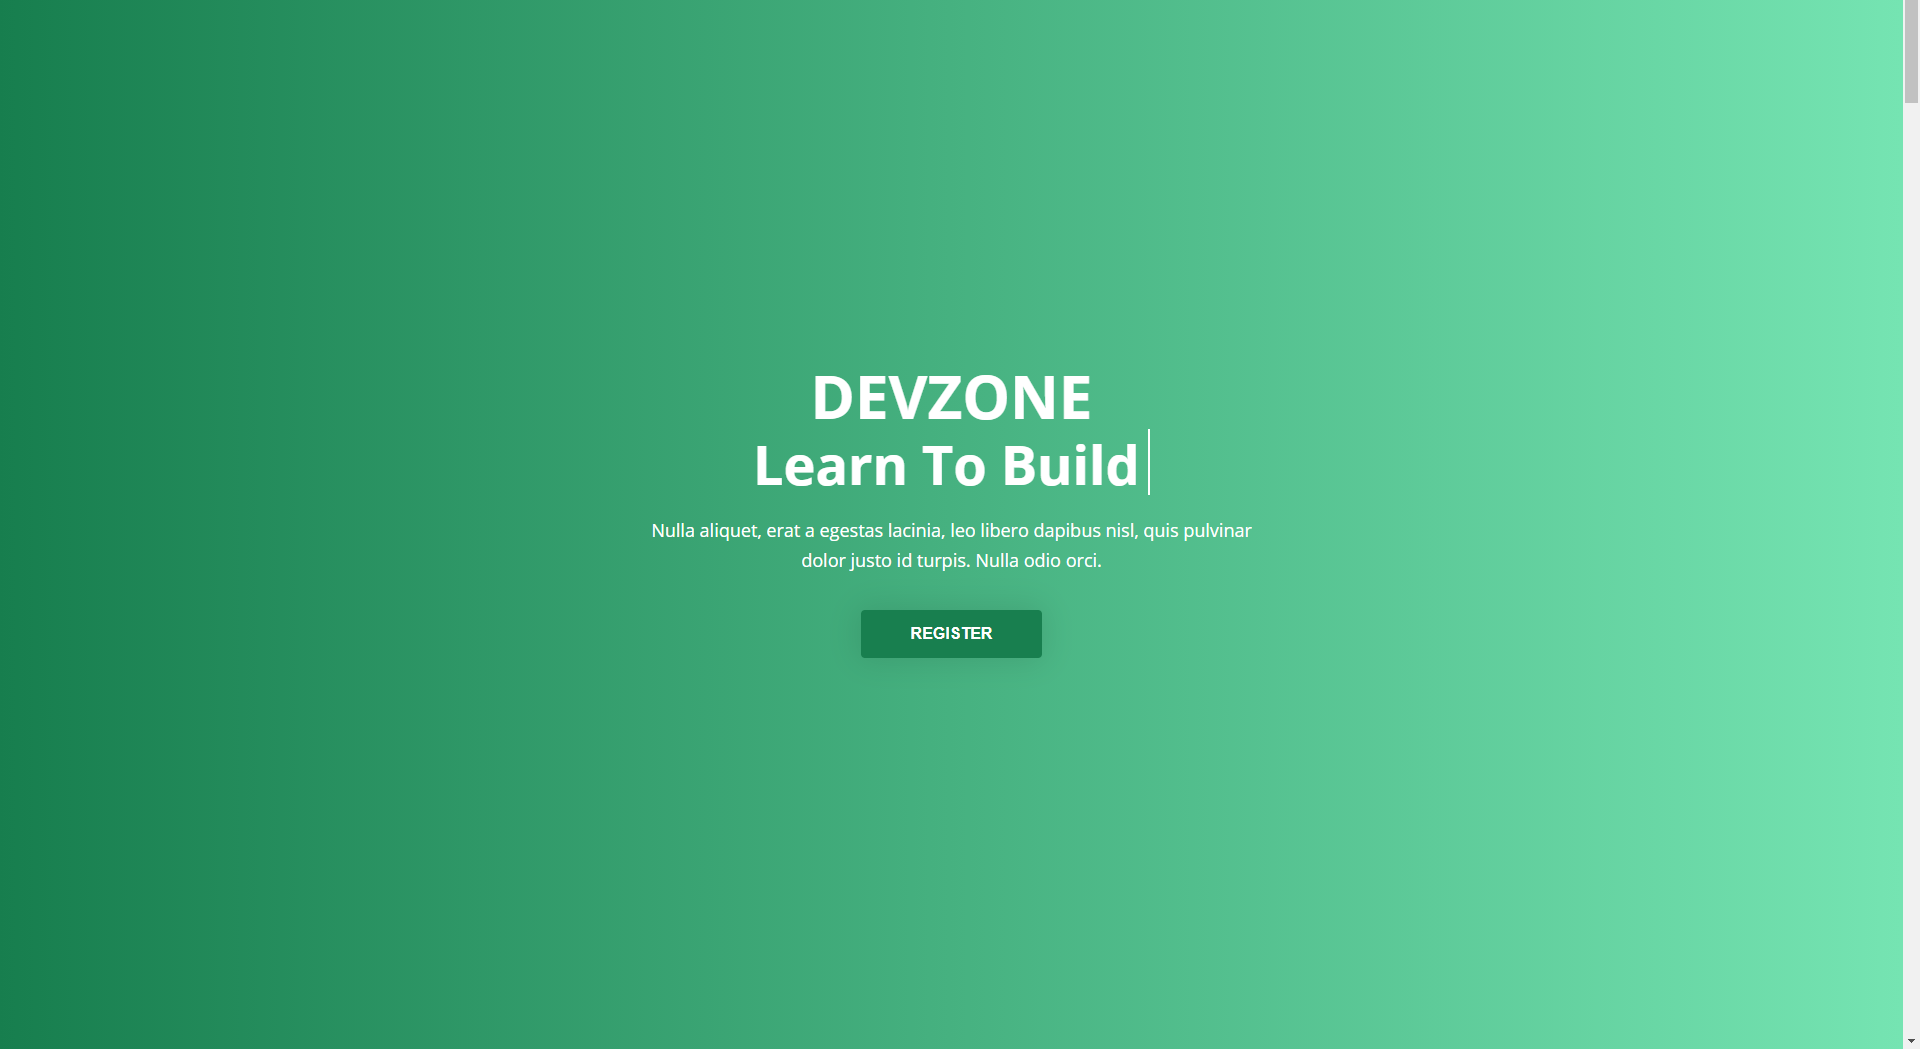 DEVZONE
Learn To Build
Nulla aliquet, erat a egestas lacinia, leo libero dapibus nisl, quis pulvinar
dolor justo id turpis. Nulla odio orci.
REGISTER